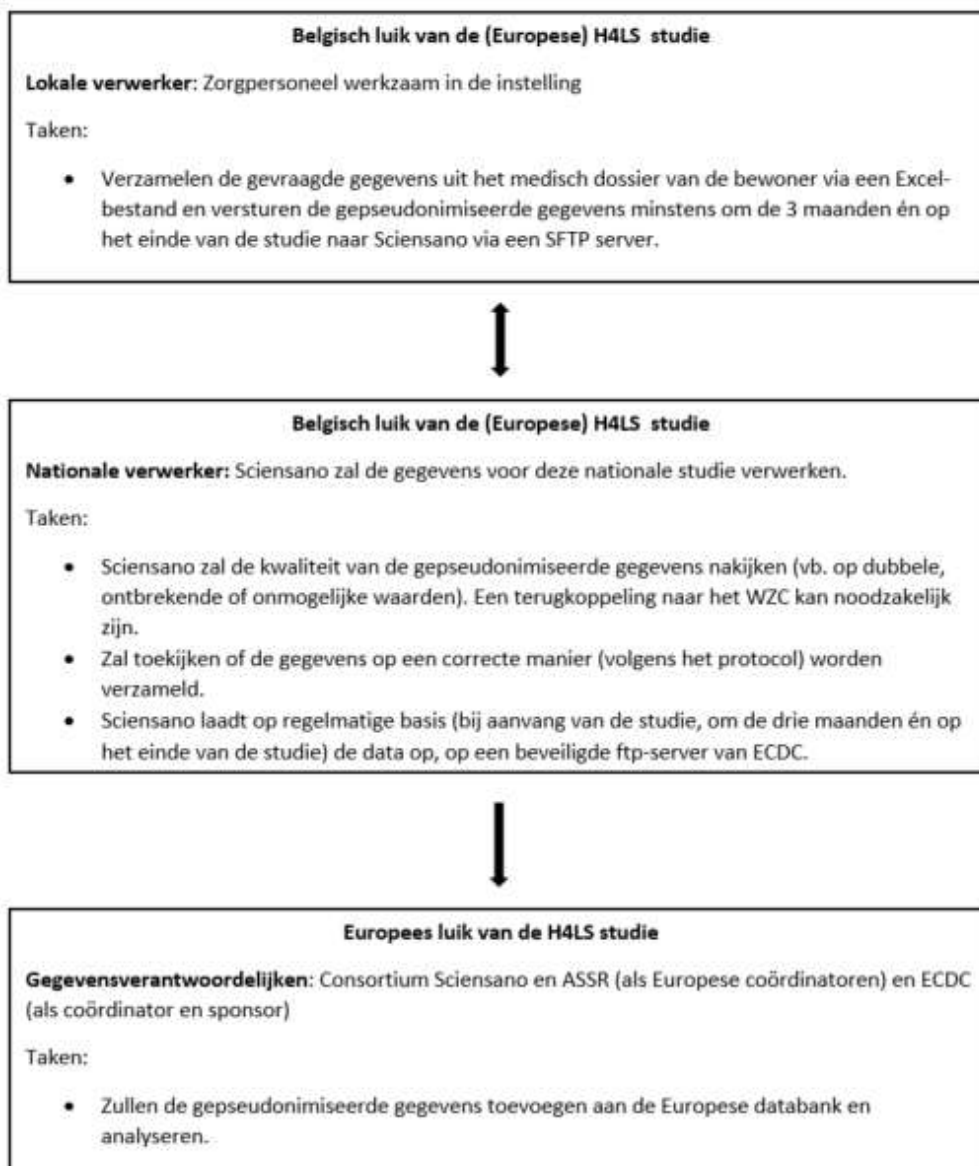 Belgisch luik van de (Europese) H4LS studie
Lokale verwerker: Zorgpersoneel werkzaam in de instelling
Taken:
• Verzamelen de gevraagde gegevens uit het medisch dossier van de bewoner via een Excel-
bestand en versturen de gepseudonimiseerde gegevens minstens om de 3 maanden én op
het einde van de studie naar Sciensano via een SFTP server.
Belgisch luik van de (Europese) H4LS studie
Nationale verwerker: Sciensano zal de gegevens voor deze nationale studie verwerken.
Taken:
• Sciensano zal de kwaliteit van de gepseudonimiseerde gegevens nakijken (vb. op dubbele,
ontbrekende of onmogelijke waarden). Een terugkoppeling naar het WZC kan noodzakelijk
zijn.
• Zal toekijken of de gegevens op een correcte manier (volgens het protocol) worden
verzameld.
• Sciensano laadt op regelmatige basis (bij aanvang van de studie, om de drie maanden én op
het einde van de studie) de data op, op een beveiligde ftp-server van ECDC.
Europees luik van de H4LS studie
Gegevensverantwoordelijken: Consortium Sciensano en ASSR (als Europese coördinatoren) en ECDC
(als coördinator en sponsor)
Taken:
• Zullen de gepseudonimiseerde gegevens toevoegen aan de Europese databank en
analyseren.